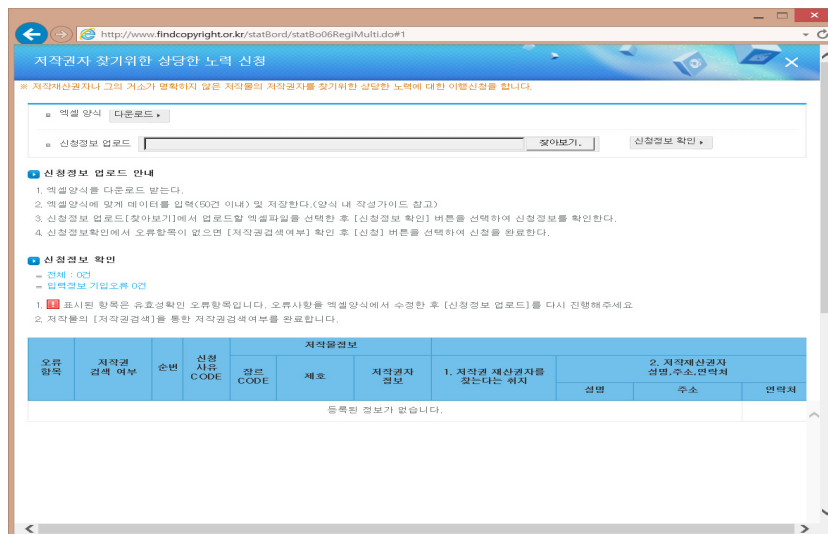 http://www.findcopyright.or.kr/statBord/statBo06RegiMulti.do#1
저작권자 찾기위한 상당한 노력 신청
※ 저작재산권자나 그의 거소가 명확하지 않은 저작물의 저작권자를 찾기위한 상당한 노력에 대한 이행신청을 합니다.
엑셀 양식 다운로드
신청정보 업로드 찾아보기. 신청정보 확인
신청정보 업로드 안내
1. 엑셀양식을 다운로드 받는다.
2. 엑셀양식에 맞게 데이터를 입력(50건 이내) 및 저장한다.(양식 내 작성가이드 참고)
3. 신청정보 업로드[찾아보기]에서 업로드할 엑셀파일을 선택한 후 [신청정보 확인] 버튼을 선택하여 신청정보를 확인한다.
4. 신청정보확인에서 오류항목이 없으면 [저작권검색여부] 확인 후 [신청] 버튼을 선택하여 신청을 완료한다.
신청정보 확인
전체 : 0건
입력정보 기입오류 0건
1. ! 표시된 항목은 유효성확인 오류항목입니다. 오류사항을 엑셀양식에서 수정한 후 [신청정보 업로드]를 다시 진행해주세요
2. 저작물의 [저작권검색]을 통한 저작권검색여부를 완료합니다.
오류 항목 저작권 검색 여부 순번 신청 사유 CODE 저작물정보
장르 CODE 제호 저작권자 정보 1. 저작권 재산권자를 찾는다는 취지 2. 저작재산권자 성명,주소,연락처
성명 주소 연락처
등록된 정보가 없습니다.